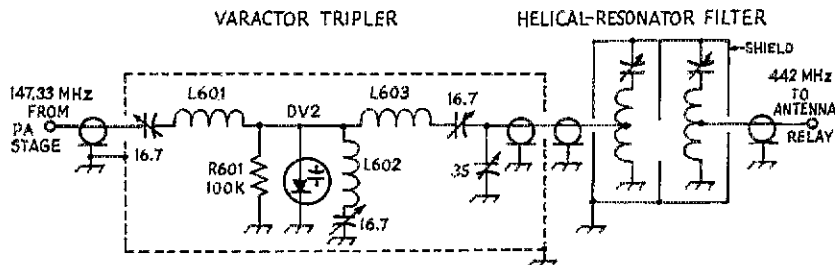 VARACTOR TRIPLER
HELICAL-RESONATOR FILTER
SHIELD
147.33 MHz
FROM
PA
STAGE
L601
DV2
L603
16.7
442 MHz
TO
ANTENNA
RELAY
16.7
R601
100K
L602
16.7
35